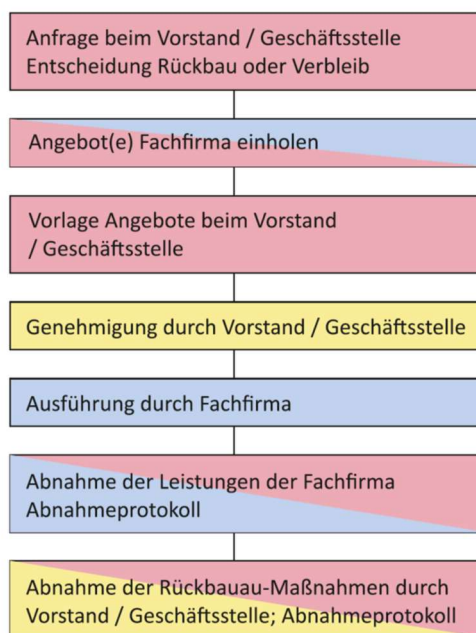 Anfrage beim Vorstand / Geschäftsstelle
Entscheidung Rückbau oder Verbleib
Angebot(e) Fachfirma einholen
Vorlage Angebote beim Vorstand
/ Geschäftsstelle
Genehmigung durch Vorstand / Geschäftsstelle
Ausführung durch Fachfirma
Abnahme der Leistungen der Fachfirma
Abnahmeprotokoll
Abnahme der Rückbauau-Maßnahmen durch
Vorstand / Geschäftsstelle; Abnahmeprotokoll